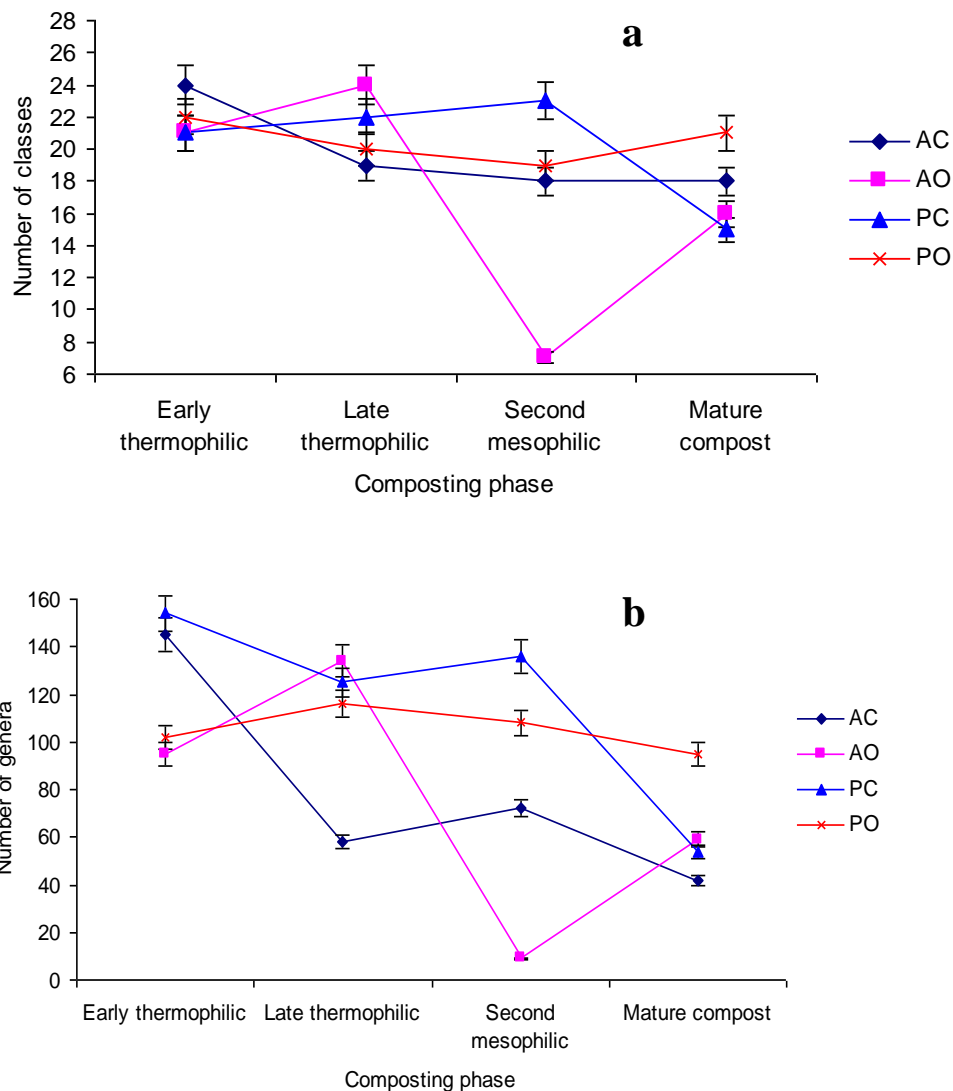 a
28
26
24
22
20
18
16
14
12
10
8
6
Number of classes
Early
thermophilic
Late
thermophilic
Second
mesophilic
Mature
compost
Composting phase
AC
AO
PC
PO
b
160
140
120
100
80
60
40
20
0
Number of genera
Early thermophilic
Late thermophilic
Second
mesophilic
Mature compost
Composting phase
AC
AO
PC
PO